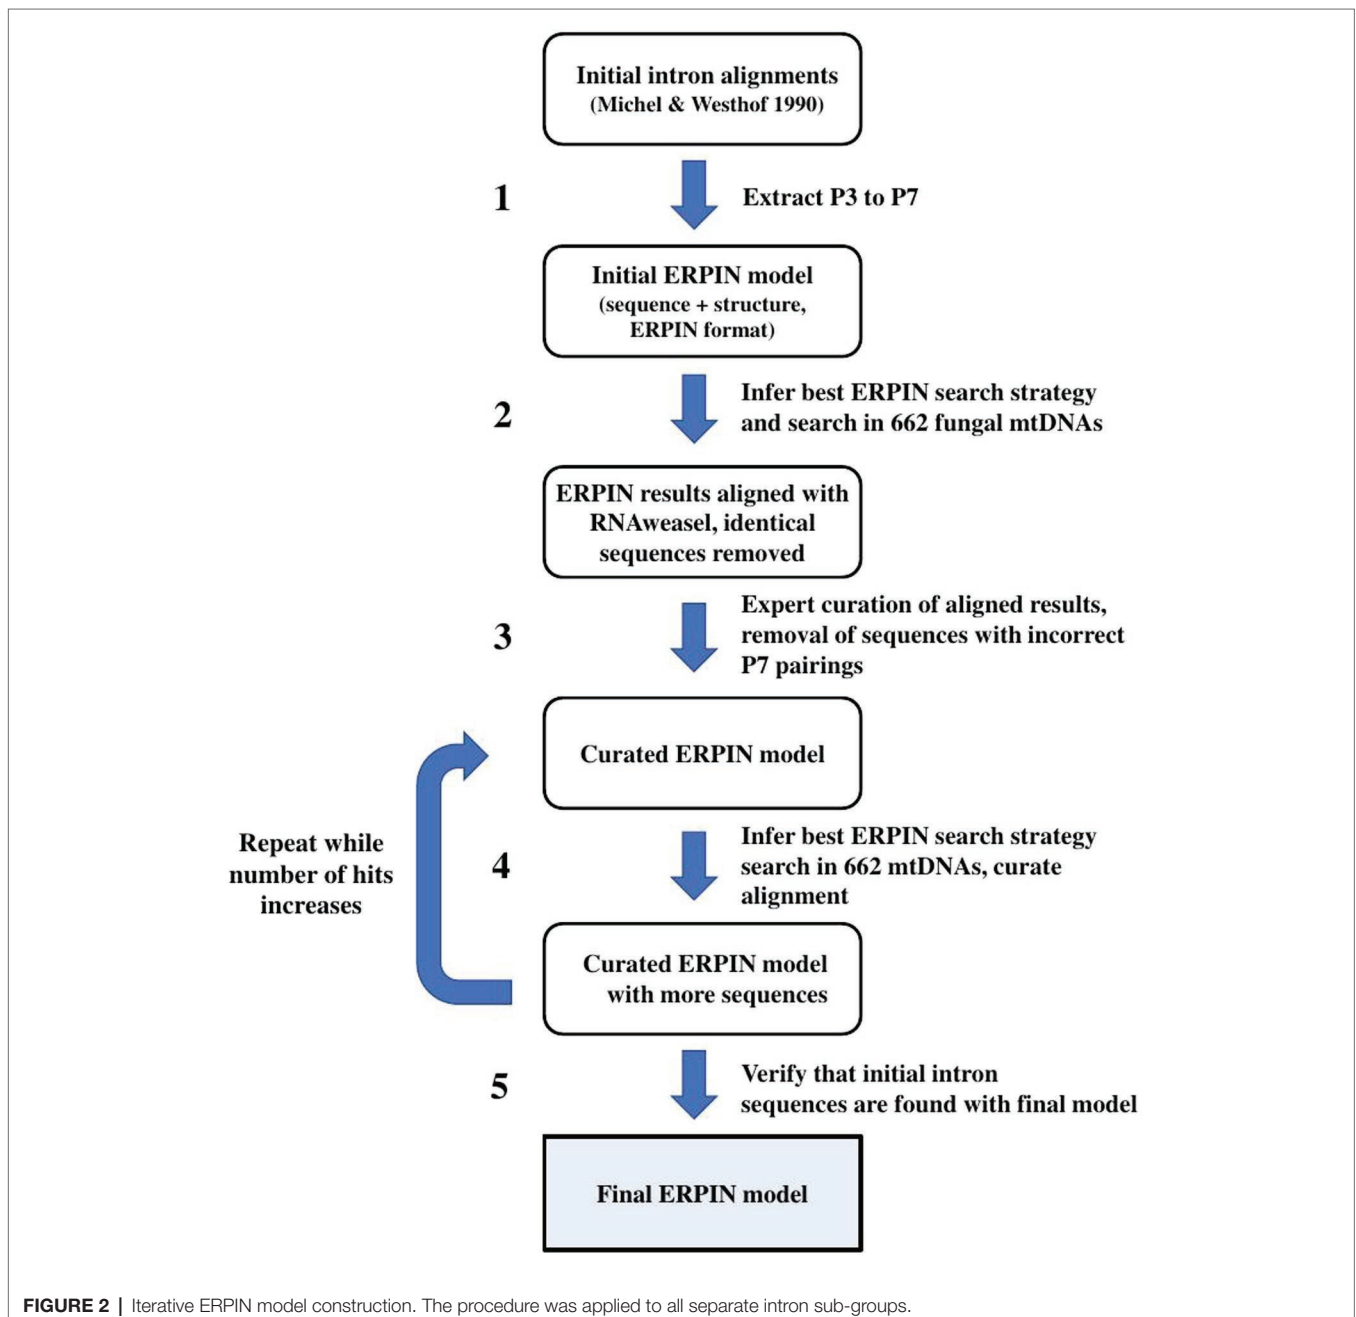 Initial intron alignments
(Michel & Westhof 1990)
1
Extract P3 to P7
Initial ERPIN model
(sequence + structure,
ERPIN format)
2
Infer best ERPIN search strategy
and search in 662 fungal mtDNAs
ERPIN results aligned with
RNAweasel, identical
sequences removed
3
Expert curation of aligned results,
removal of sequences with incorrect
P7 pairings
Curated ERPIN model
Repeat while
number of hits
increases
4
Infer best ERPIN search strategy
search in 662 mtDNAs, curate
alignment
Curated ERPIN model
with more sequences
5
Verify that initial intron
sequences are found with final model
Final ERPIN model
FIGURE 2 | Iterative ERPIN model construction. The procedure was applied to all separate intron sub-groups.